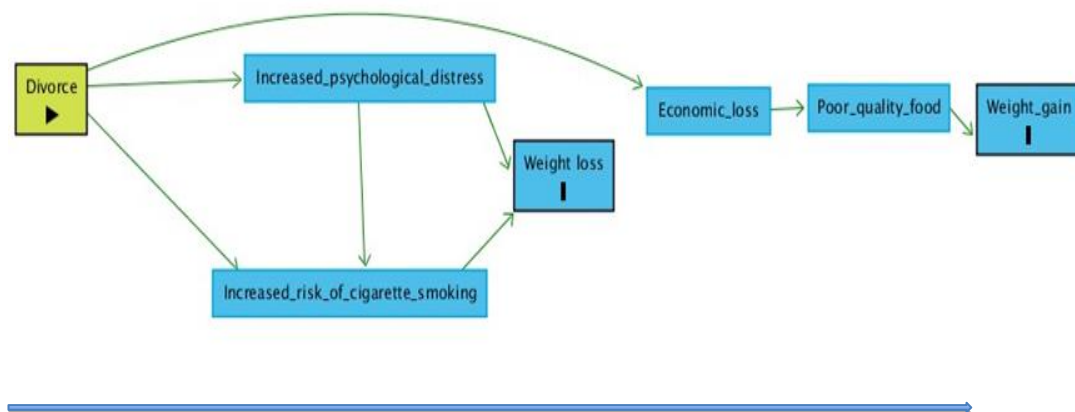 Divorce
Increased_psychological_distress
Economic_loss
Poor_quality_food
Weight_gain
Weight loss
Increased_risk_of_cigarette_smoking